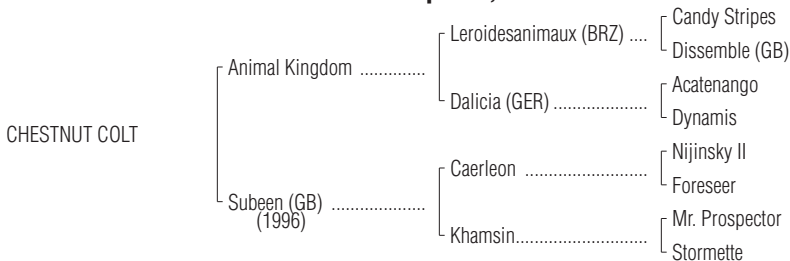 Candy Stripes
Leroidesanimaux (BRZ) ....
Dissemble (GB)
Animal Kingdom ..............
Acatenango
Dalicia (GER) ....................
Dynamis
CHESTNUT COLT
Nijinsky II
Caerleon ..........................
Foreseer
Subeen (GB) ....................
(1996)
Mr. Prospector
Khamsin............................
Stormette